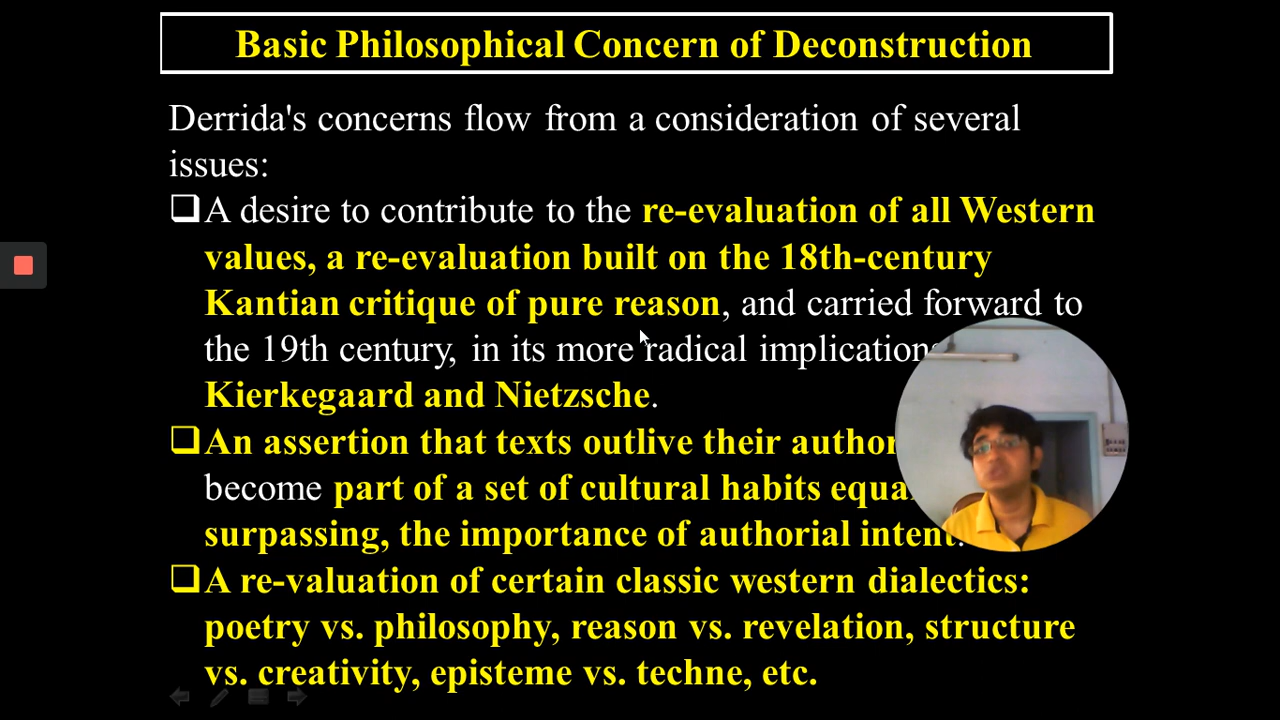 Basic Philosophical Concern of Deconstruction
Derrida's concerns flow from a consideration of several
issues:
❑A desire to contribute to the re-evaluation of all Western
values, a re-evaluation built on the 18th-century
Kantian critique of pure reason, and carried forward to
the 19th century, in its more radical
Kierkegaard and Nietzsche.
❑An assertion that texts outlive their
become part of a set of cultural habits
surpassing, the importance of authorial intent.
❑A re-valuation of certain classic western dialectics:
poetry vs. philosophy, reason vs. revelation, structure
vs. creativity, episteme vs. techne, etc.